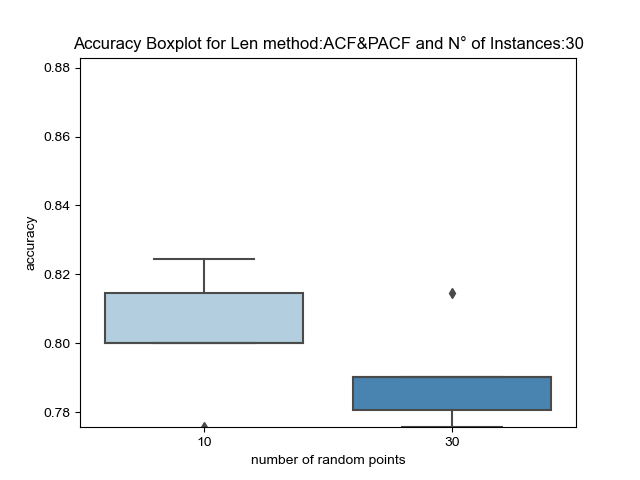 Accuracy Boxplot for Len method:ACF&PACF and N° of Instances:30
0.88
0.86
0.84
0.82
0.80
0.78
accuracy
10
30
number of random points